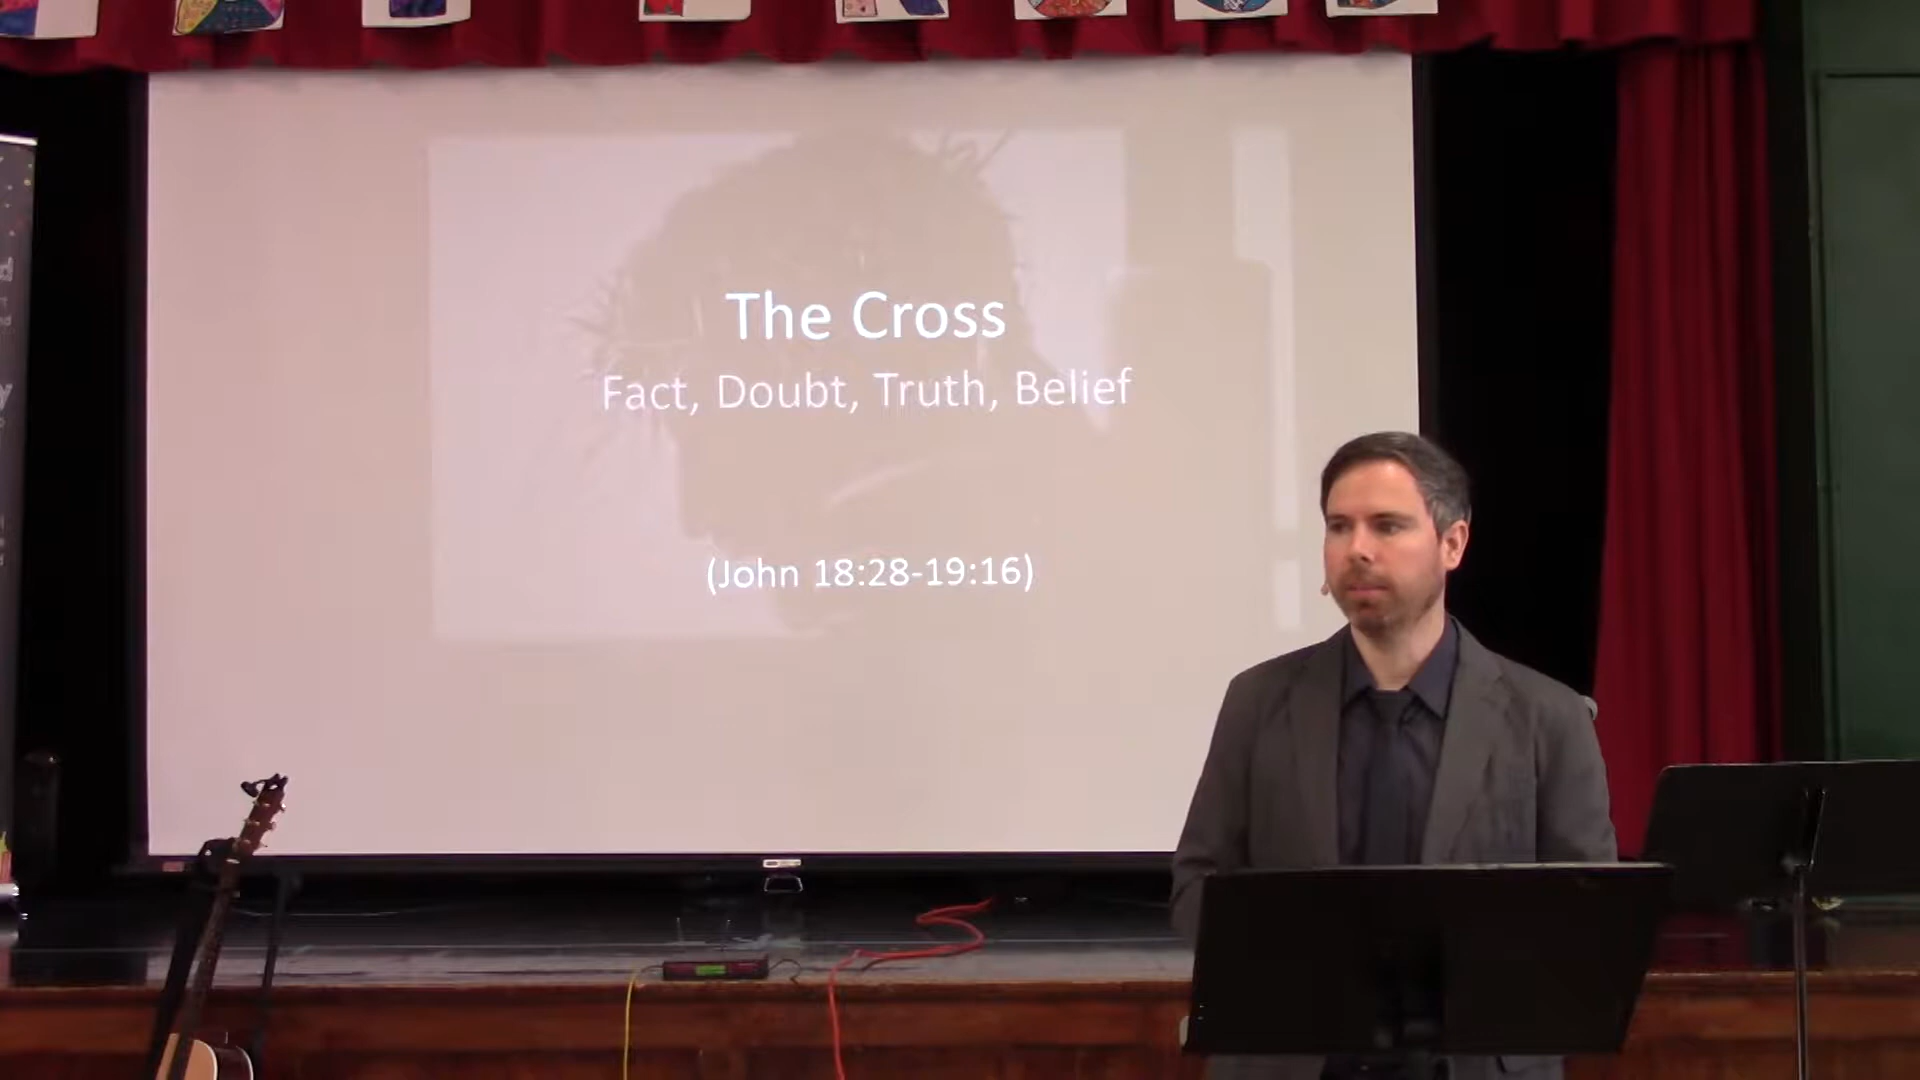 The Cross
Fact, Doubt, Truth, Belief
(John 18:28-19:16)